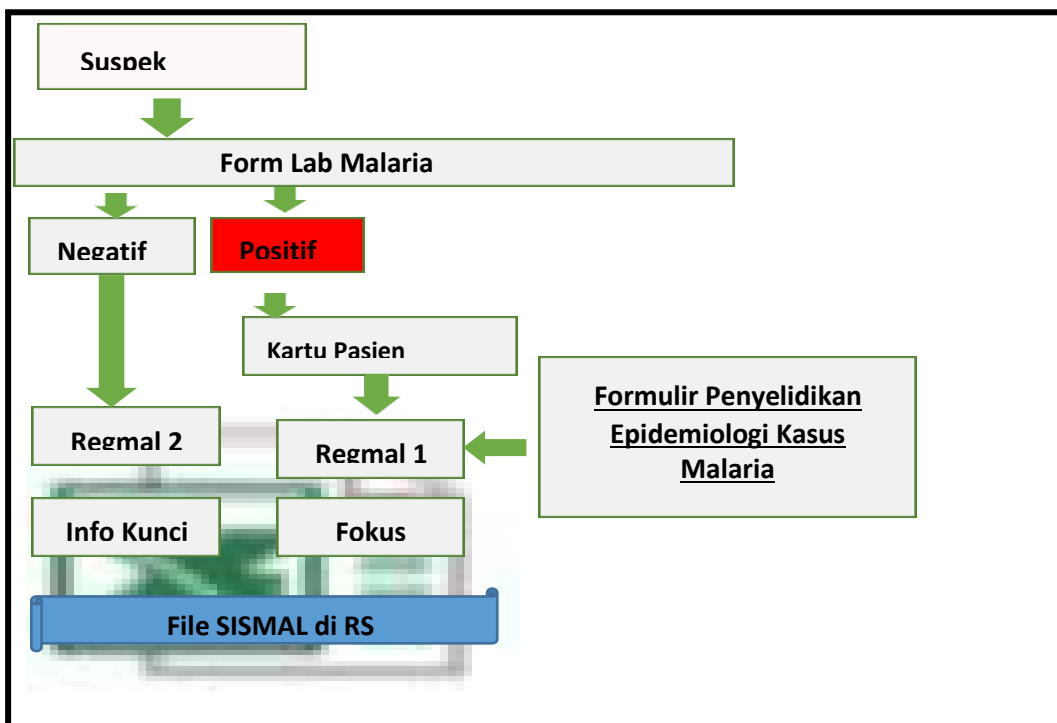 Suspek
Form Lab Malaria
Negatif
Positif
Kartu Pasien
Formulir Penyelidikan
Epidemiologi Kasus
Malaria
Regmal 2
Regmal 1
Info Kunci
Fokus
File SISMAL di RS